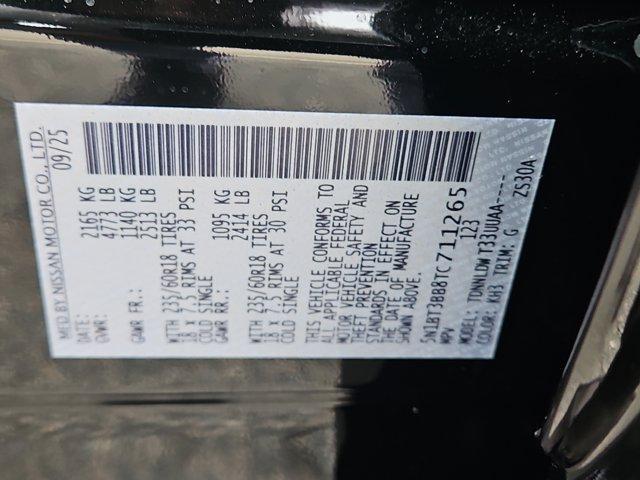 MFD BY NISSAN MOTOR CO., LTD.
DATE: 09/25
GVWR: 2165 KG
4773 LB
GAWR FR.: 1140 KG
2513 LB
WITH 235/60R18 TIRES
18 x 7.5 RIMS AT 33 PSI
COLD SINGLE
GAWR RR: 1095 KG
2414 LB
WITH 235/60R18 TIRES
18 x 7.5 RIMS AT 30 PSI
COLD SINGLE
THIS VEHICLE CONFORMS TO
ALL APPLICABLE FEDERAL
MOTOR VEHICLE SAFETY AND
THEFT PREVENTION
STANDARDS IN EFFECT ON
THE DATE OF MANUFACTURE
SHOWN ABOVE.
5N1BT3BB8TC711265
MPV 123
MODEL: TDNNLDW T33UUAA----
COLOR: KH3 TRIM: G ZS30A